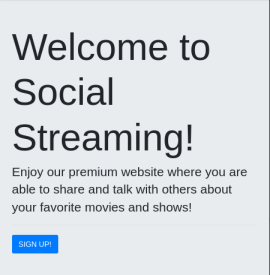 Welcome to
Social
Streaming!
Enjoy our premium website where you are
able to share and talk with others about
your favorite movies and shows!
SIGN UP!